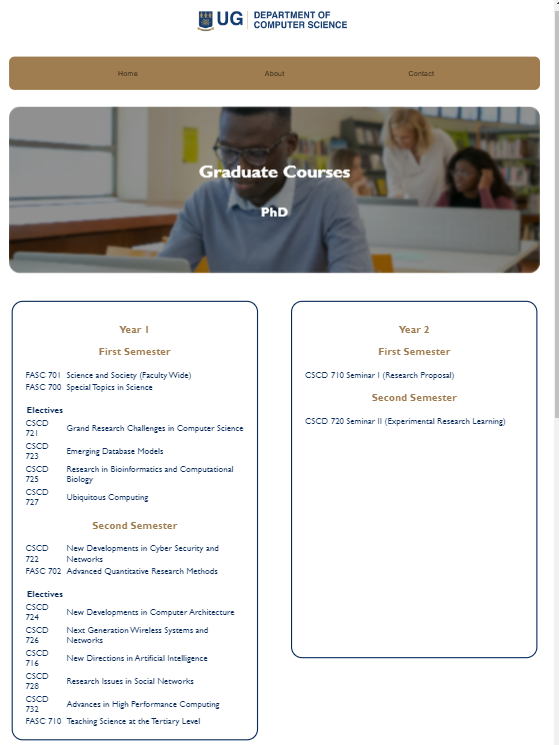 UG
DEPARTMENT OF
COMPUTER SCIENCE
Home About Contact
Graduate Courses
PhD
Year 1
First Semester
FASC 701 Science and Society (Faculty Wide)
FASC 700 Special Topics in Science
Electives
CSCD
721 Grand Research Challenges in Computer Science
CSCD
723 Emerging Database Models
CSCD
725 Research in Bioinformatics and Computational
Biology
CSCD
727 Ubiquitous Computing
Second Semester
CSCD
722 New Developments in Cyber Security and
Networks
FASC 702 Advanced Quantitative Research Methods
Electives
CSCD
724 New Developments in Computer Architecture
CSCD
726 Next Generation Wireless Systems and
Networks
CSCD
716 New Directions in Artificial Intelligence
CSCD
728 Research Issues in Social Networks
CSCD
732 Advances in High Performance Computing
FASC 710 Teaching Science at the Tertiary Level
Year 2
First Semester
CSCD 710 Seminar I (Research Proposal)
Second Semester
CSCD 720 Seminar II (Experimental Research Learning)